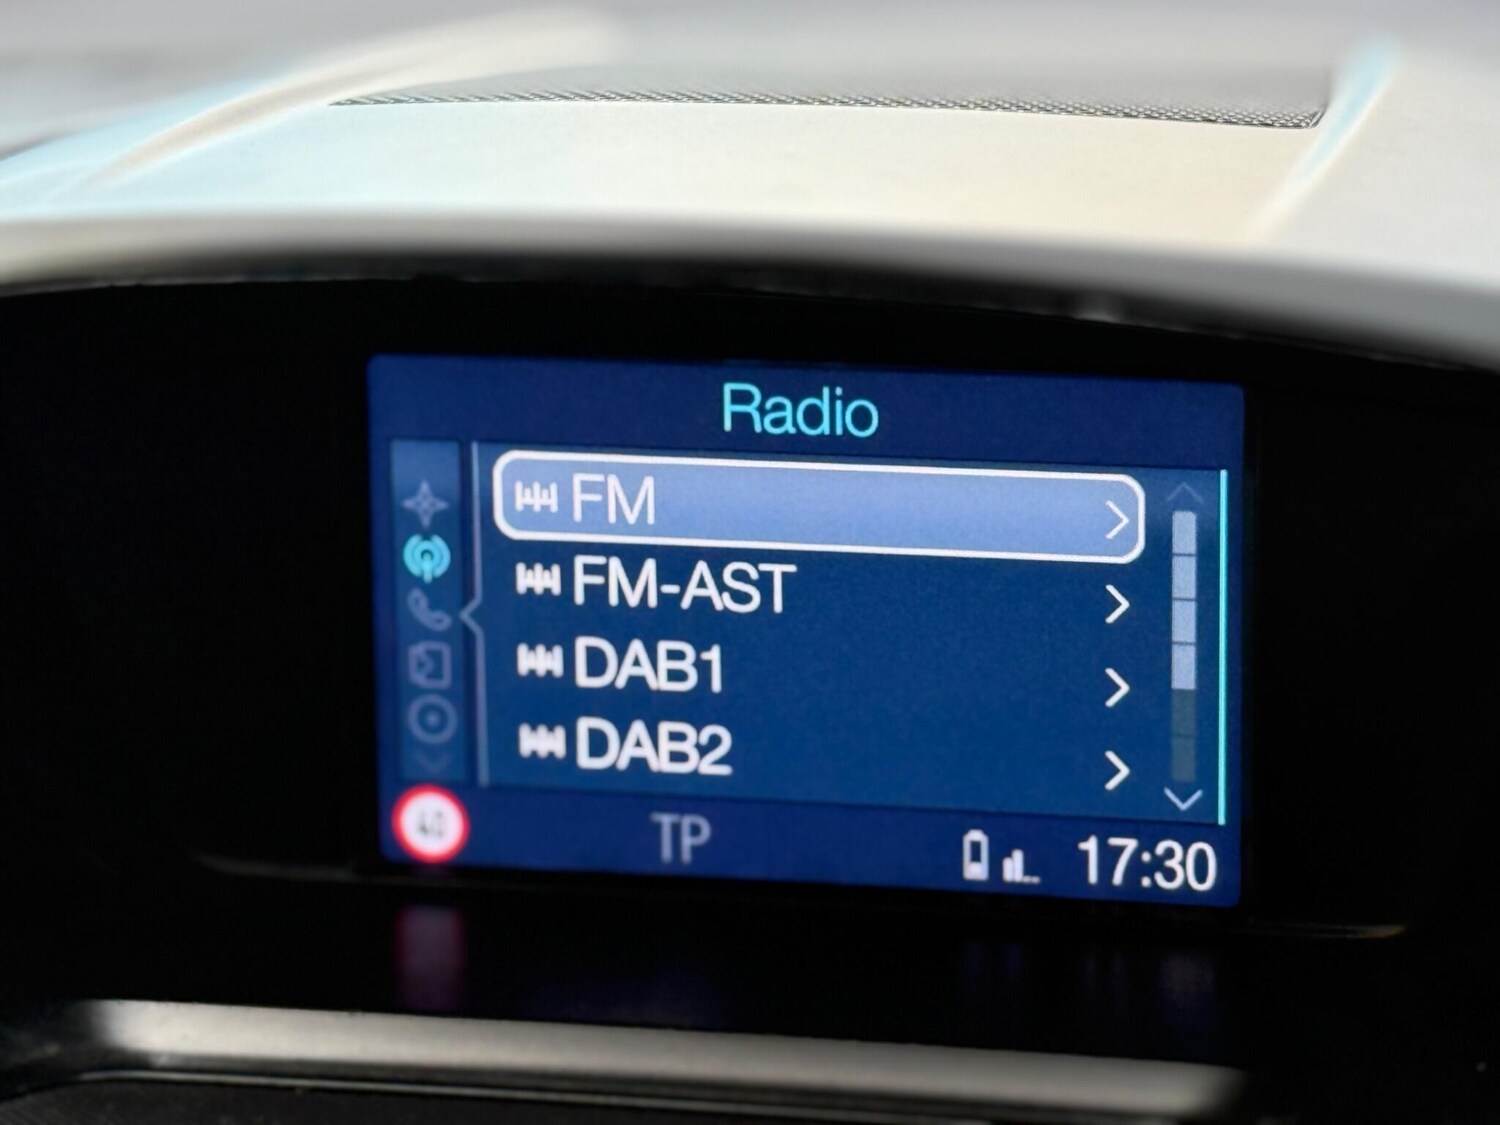 Radio
FM
FM-AST
DAB1
DAB2
40
TP
17:30